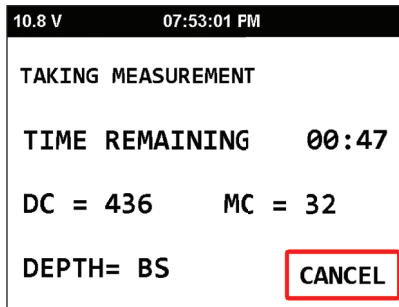 10.8 V 07:53:01 PM
TAKING MEASUREMENT
TIME REMAINING 00:47
DC = 436 MC = 32
DEPTH= BS CANCEL